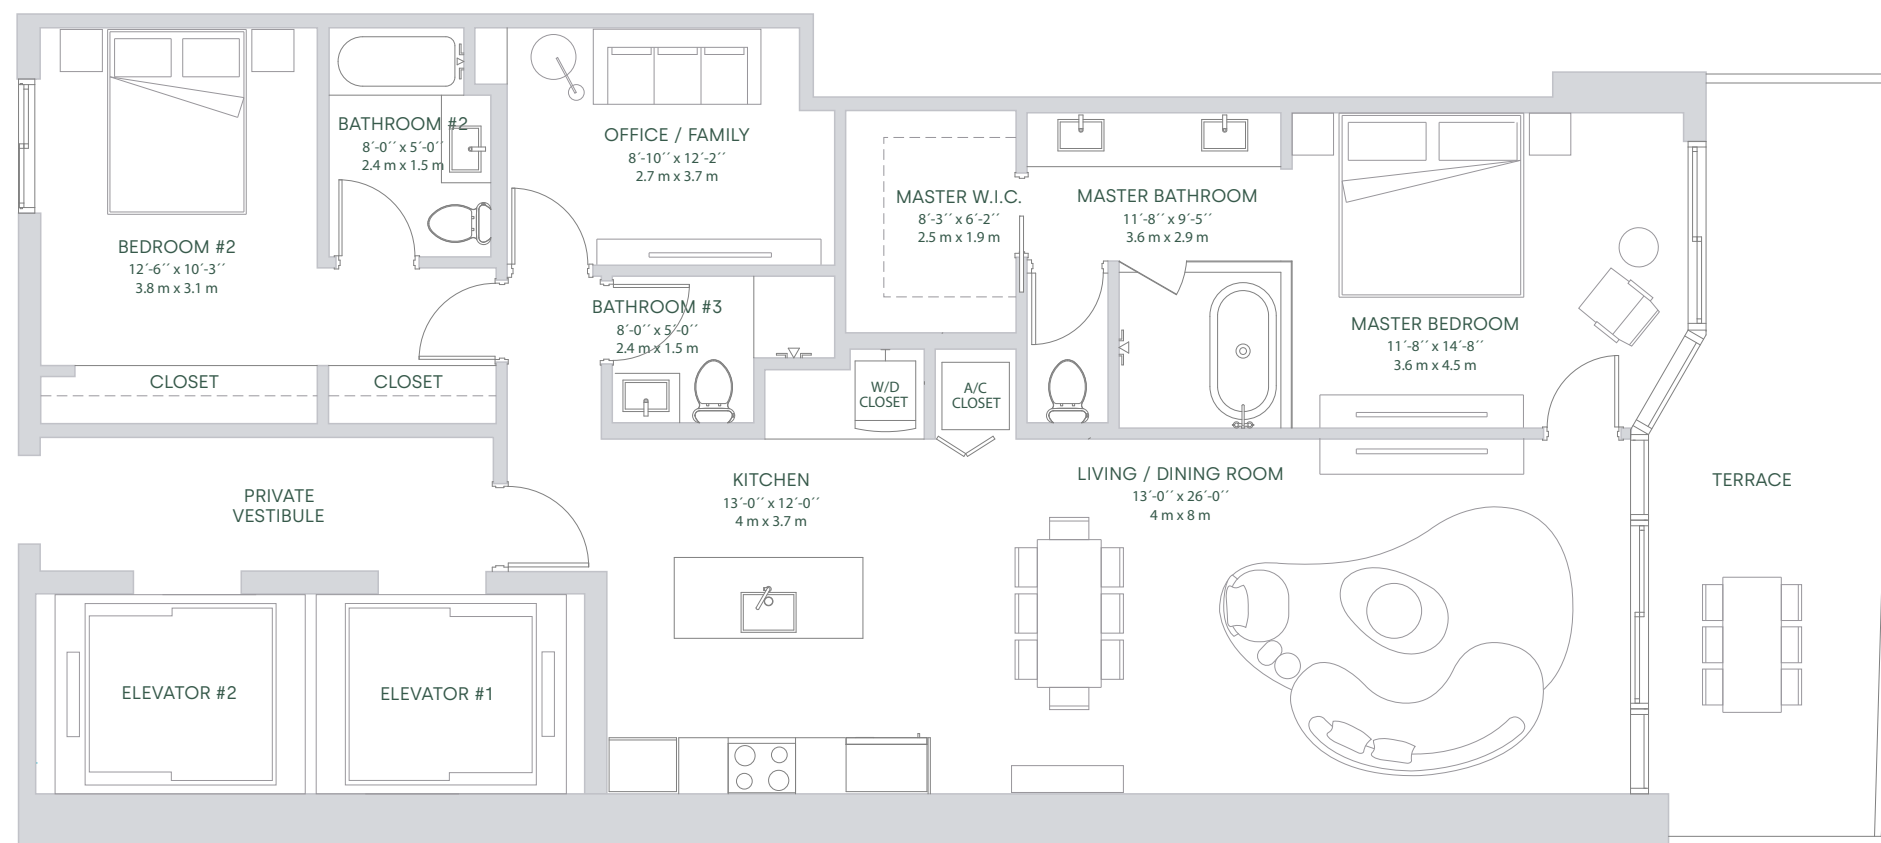 BATHROOM #2
8´-0´´ x 5´-0´´
2.4 m x 1.5 m
OFFICE / FAMILY
8´-10´´ x 12´-2´´
2.7 m x 3.7 m
MASTER W.I.C.
8´-3´´ x 6´-2´´
2.5 m x 1.9 m
MASTER BATHROOM
11´-8´´ x 9´-5´´
3.6 m x 2.9 m
BEDROOM #2
12´-6´´ x 10´-3´´
3.8 m x 3.1 m
BATHROOM #3
8´-0´´ x 5´-0´´
2.4 m x 1.5 m
MASTER BEDROOM
11´-8´´ x 14´-8´´
3.6 m x 4.5 m
CLOSET
CLOSET
W/D
CLOSET
A/C
CLOSET
PRIVATE
VESTIBULE
KITCHEN
13´-0´´ x 12´-0´´
4 m x 3.7 m
LIVING / DINING ROOM
13´-0´´ x 26´-0´´
4 m x 8 m
TERRACE
ELEVATOR #2
ELEVATOR #1